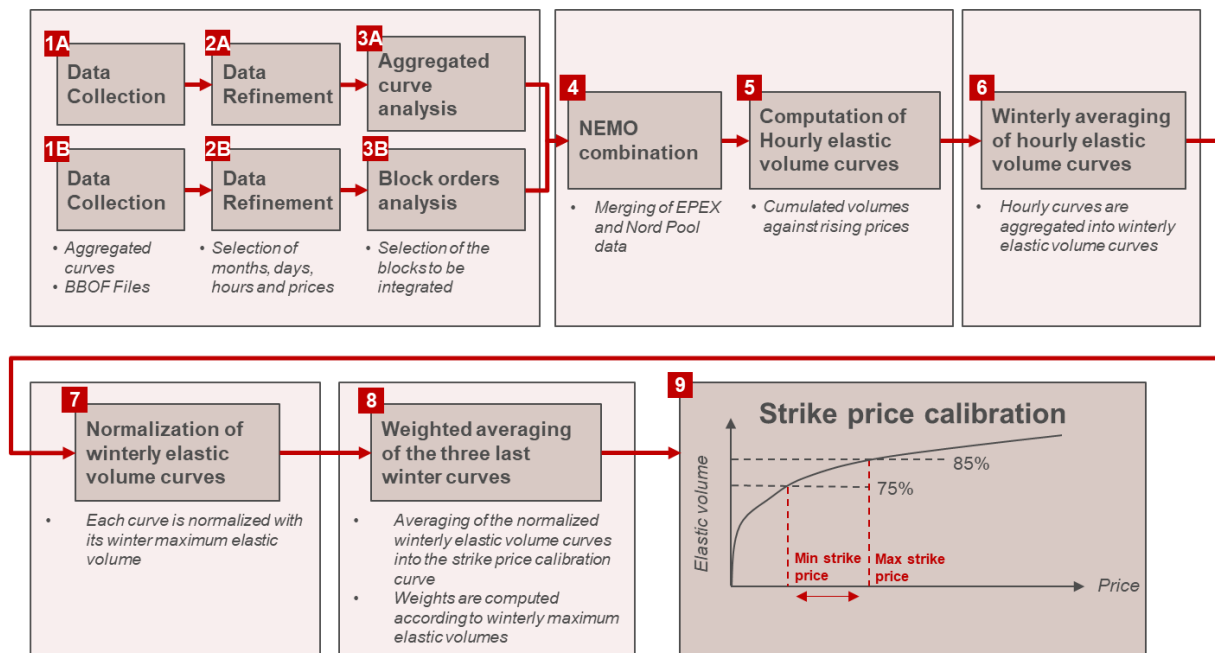 1A
Data
Collection
2A
Data
Refinement
3A
Aggregated
curve
analysis
1B
Data
Collection
2B
Data
Refinement
3B
Block orders
analysis
• Aggregated
curves
• BBOF Files
• Selection of
months, days,
hours and prices
• Selection of the
blocks to be
integrated
4
NEMO
combination
• Merging of EPEX
and Nord Pool
data
5
Computation of
Hourly elastic
volume curves
• Cumulated volumes
against rising prices
6
Winterly averaging
of hourly elastic
volume curves
• Hourly curves are
aggregated into winterly
elastic volume curves
7
Normalization of
winterly elastic
volume curves
• Each curve is normalized with
its winter maximum elastic
volume
8
Weighted averaging
of the three last
winter curves
• Averaging of the normalized
winterly elastic volume curves
into the strike price calibration
curve
• Weights are computed
according to winterly maximum
elastic volumes
9
Strike price calibration
Elastic volume
85%
75%
Min strike
price
Max strike
price
Price